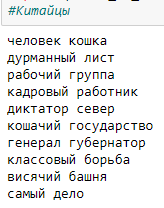 #Китайцы
человек кошка
дурманный лист
рабочий группа
кадровый работник
диктатор север
кошачий государство
генерал губернатор
классовый борьба
висячий башня
самый дело